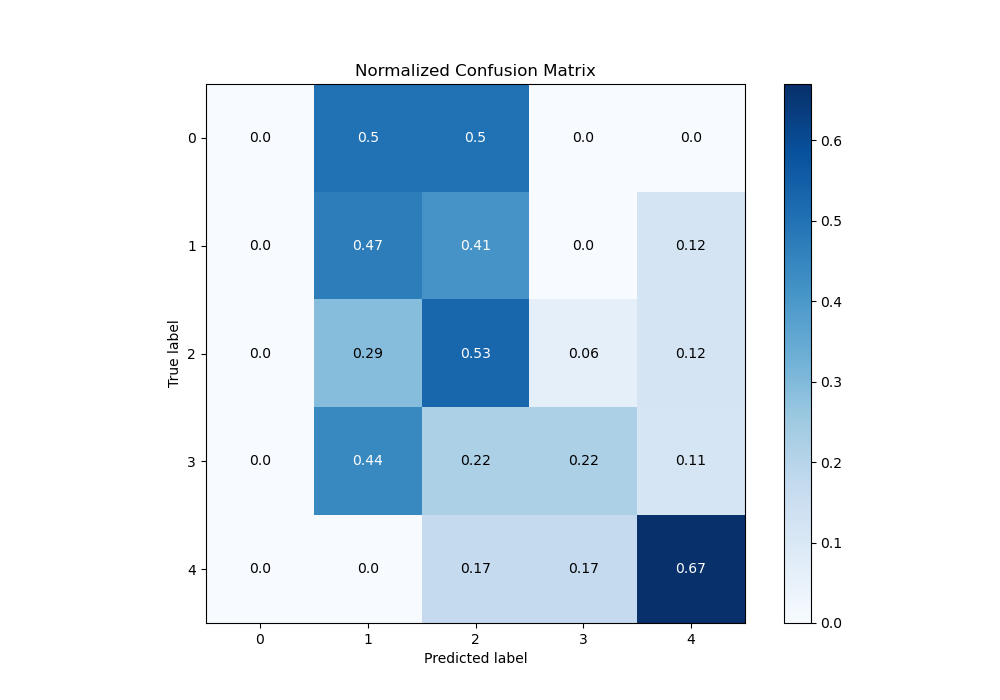 Normalized Confusion Matrix
0 0.0 0.5 0.5 0.0 0.0
1 0.0 0.47 0.41 0.0 0.12
2 0.0 0.29 0.53 0.06 0.12
3 0.0 0.44 0.22 0.22 0.11
4 0.0 0.0 0.17 0.17 0.67
0 1 2 3 4
True label
Predicted label
0.6
0.5
0.4
0.3
0.2
0.1
0.0